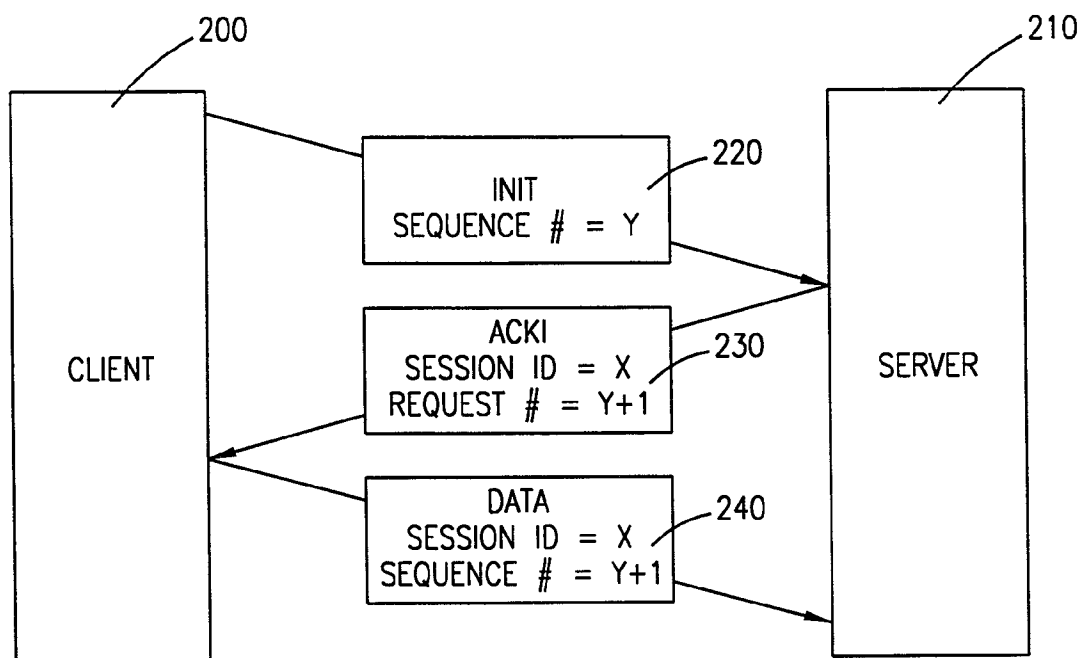 200
210
220
INIT
SEQUENCE # = Y
ACKI
SESSION ID = X
REQUEST # = Y+1
230
CLIENT
SERVER
DATA
SESSION ID = X
SEQUENCE # = Y+1
240